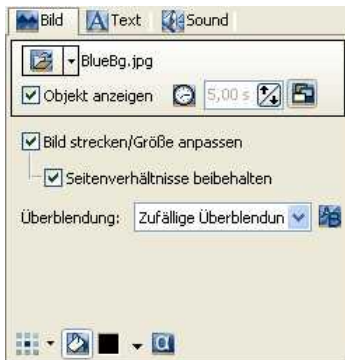 Bild Text Sound
BlueBg.jpg
Objekt anzeigen 5,00 s
Bild strecken/Größe anpassen
Seitenverhältnisse beibehalten
Überblendung: Zufällige Überblendun